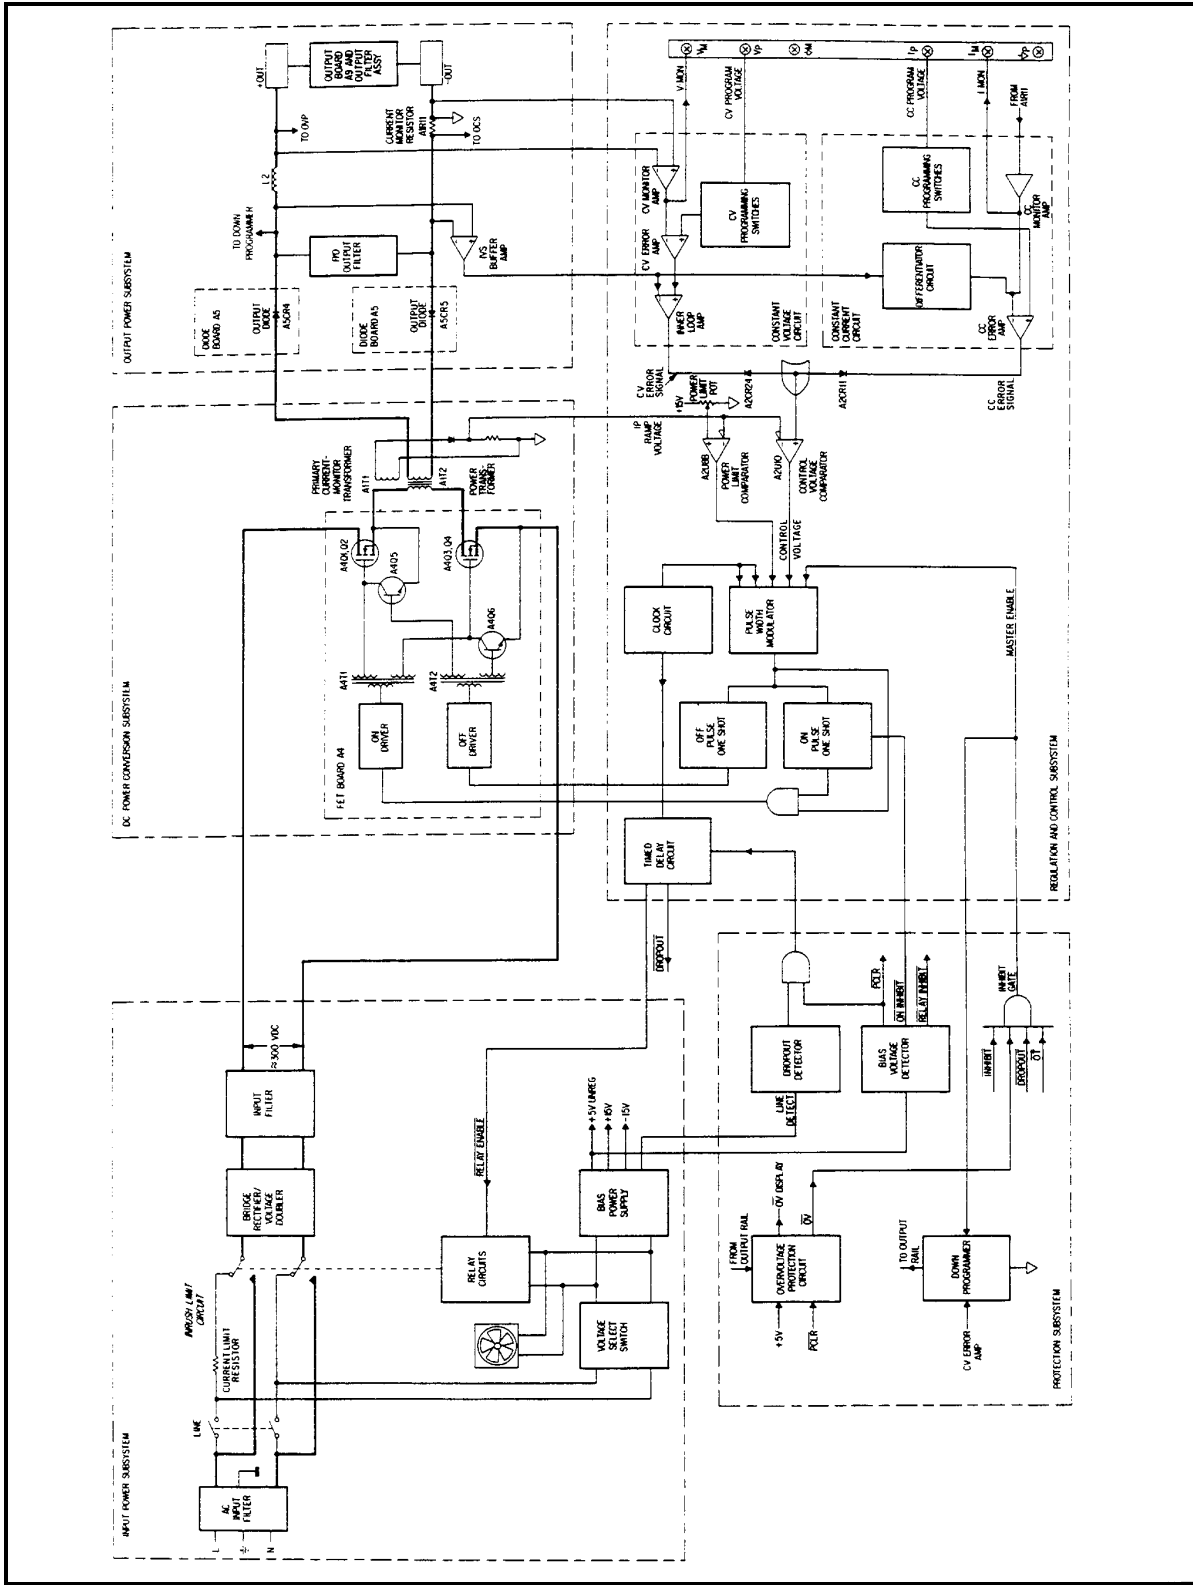 INPUT POWER SUBSYSTEM
L
N
AC
INPUT
FILTER
LINE
CURRENT LIMIT
RESISTOR
INRUSH LIMIT
CIRCUIT
BRIDGE
RECTIFIER/
VOLTAGE
DOUBLER
INPUT
FILTER
≈300 VDC
VOLTAGE
SELECT
SWITCH
RELAY
CIRCUITS
RELAY ENABLE
BIAS
POWER
SUPPLY
+5V UNREG
+15V
-15V
DC POWER CONVERSION SUBSYSTEM
FET BOARD A4
ON
DRIVER
OFF
DRIVER
A4T1
A4T2
A4Q1,Q2
A4Q5
A4Q3,Q4
A4Q6
PRIMARY
CURRENT-
MONITOR
TRANSFORMER
A1T1
A1T2
POWER
TRANS-
FORMER
OUTPUT POWER SUBSYSTEM
DIODE
BOARD A5
OUTPUT
DIODE
A5CR4
DIODE
BOARD A5
OUTPUT
DIODE
A5CR5
TO DOWN
PROGRAMMER
P/O
OUTPUT
FILTER
IVS
BUFFER
AMP
L2
TO OVP
CURRENT
MONITOR
RESISTOR
A1R11
TO OCS
+OUT
OUTPUT
BOARD
A9 AND
OUTPUT
FILTER
ASSY
-OUT
PROTECTION SUBSYSTEM
+5V
PCLR
FROM
OUTPUT RAIL
OVERVOLTAGE
PROTECTION
CIRCUIT
OV DISPLAY
OV
CV ERROR
AMP
DOWN
PROGRAMMER
TO OUTPUT
RAIL
LINE
DETECT
DROPOUT
DETECTOR
BIAS
VOLTAGE
DETECTOR
PCLR
ON INHIBIT
RELAY INHIBIT
INHIBIT
DROPOUT
OT
INHIBIT
GATE
REGULATION AND CONTROL SUBSYSTEM
DROPOUT
TIMED
DELAY
CIRCUIT
OFF
PULSE
ONE SHOT
ON
PULSE
ONE SHOT
CLOCK
CIRCUIT
PULSE
WIDTH
MODULATOR
MASTER ENABLE
CONTROL
VOLTAGE
A2U8B
POWER
LIMIT
COMPARATOR
A2U10
CONTROL
VOLTAGE
COMPARATOR
IP
RAMP
VOLTAGE
+15V
POWER
LIMIT
POT
CV
ERROR
SIGNAL
A2CR24
A2CR11
CC ERROR
SIGNAL
INNER
LOOP
AMP
CV ERROR
AMP
CV MONITOR
AMP
CV
PROGRAMMING
SWITCHES
CONSTANT
VOLTAGE
CIRCUIT
CONSTANT
CURRENT
CIRCUIT
DIFFERENTIATOR
CIRCUIT
CC
ERROR
AMP
CC
PROGRAMMING
SWITCHES
CC
MONITOR
AMP
V MON
CV PROGRAM
VOLTAGE
CC PROGRAM
VOLTAGE
I MON
FROM
A1R11
VM
VP
IP
IM